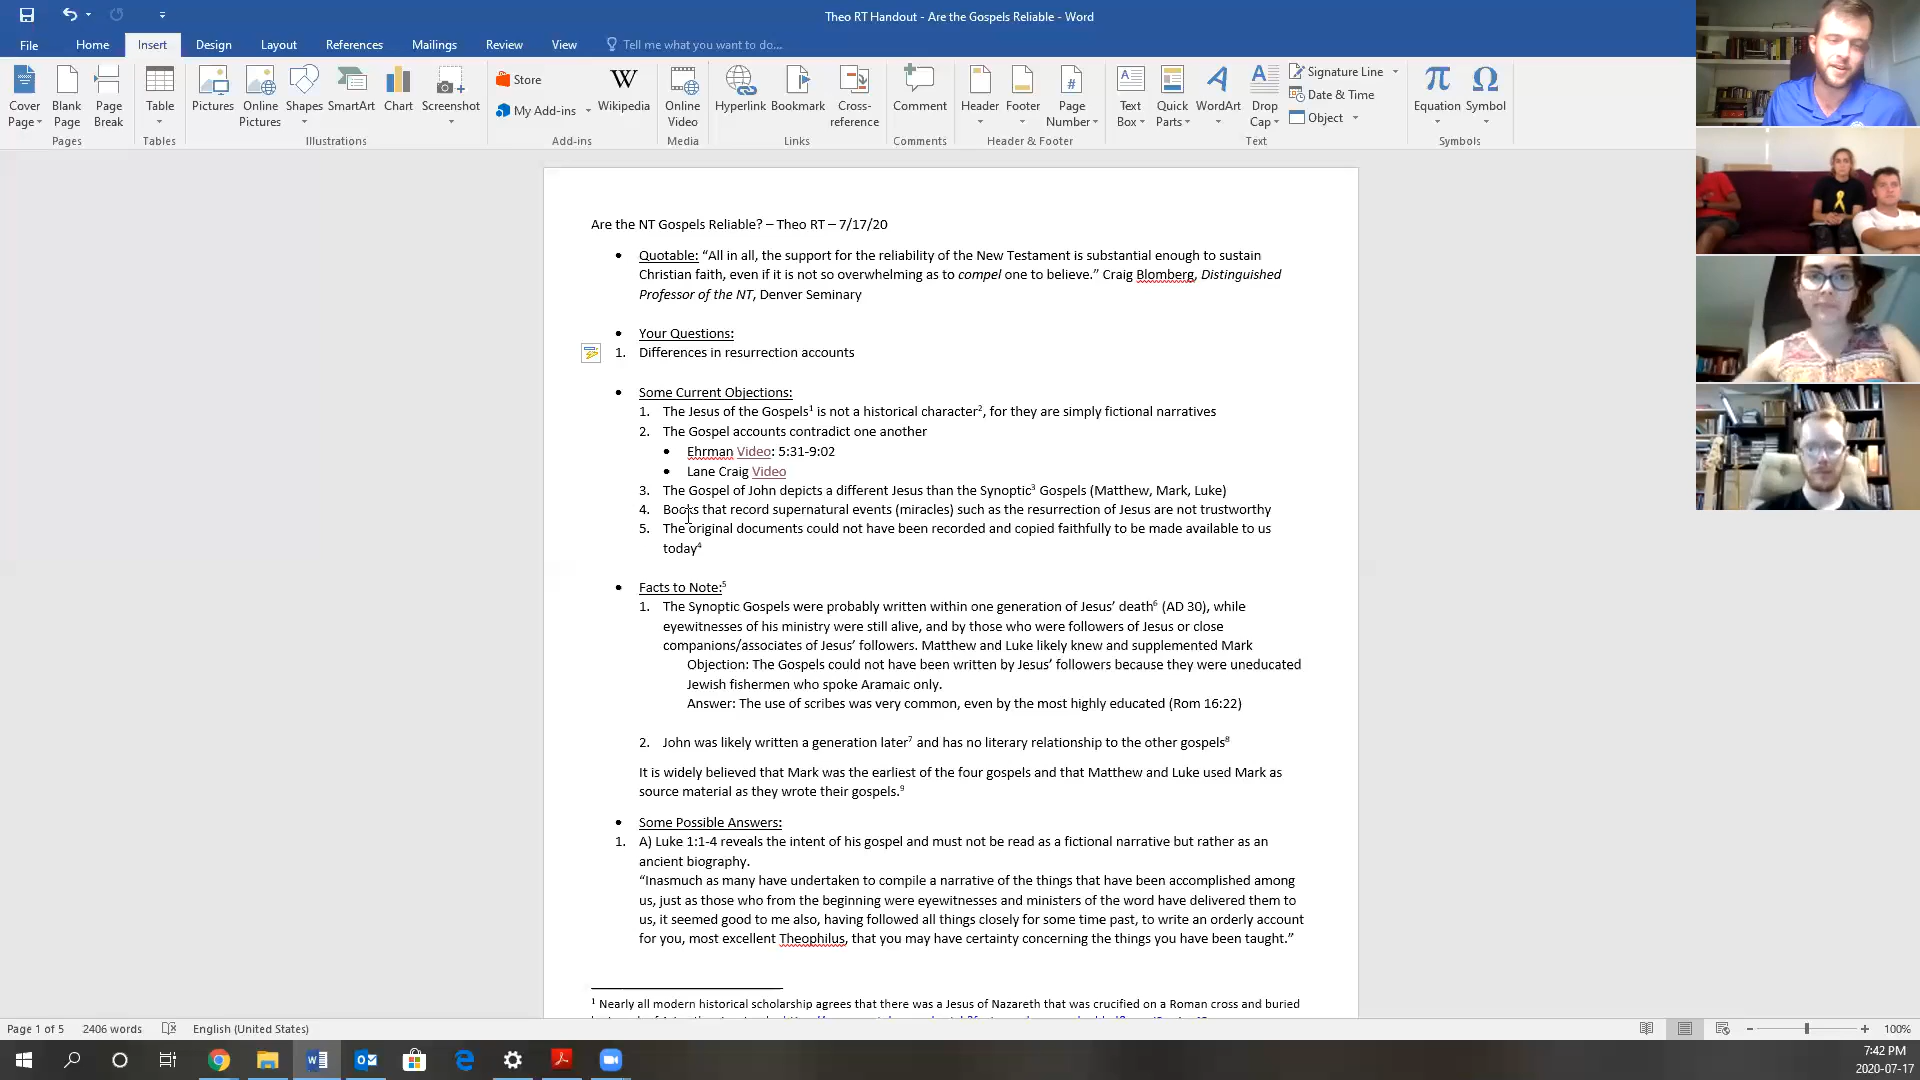 Theo RT Handout - Are the Gospels Reliable - Word
File Home Insert Design Layout References Mailings Review View Tell me what you want to do...
Cover Page
Blank Page
Page Break
Table
Pictures
Online Pictures
Shapes
SmartArt
Chart
Screenshot
Store
My Add-ins
Wikipedia
Online Video
Hyperlink
Bookmark
Cross-reference
Comment
Header
Footer
Page Number
Text Box
Quick Parts
WordArt
Drop Cap
Signature Line
Date & Time
Object
Equation
Symbol
Pages Tables Illustrations Add-ins Media Links Comments Header & Footer Text Symbols
Are the NT Gospels Reliable? – Theo RT – 7/17/20
• Quotable: “All in all, the support for the reliability of the New Testament is substantial enough to sustain
Christian faith, even if it is not so overwhelming as to compel one to believe.” Craig Blomberg, Distinguished
Professor of the NT, Denver Seminary
• Your Questions:
1. Differences in resurrection accounts
• Some Current Objections:
1. The Jesus of the Gospels¹ is not a historical character², for they are simply fictional narratives
2. The Gospel accounts contradict one another
• Ehrman Video: 5:31-9:02
• Lane Craig Video
3. The Gospel of John depicts a different Jesus than the Synoptic³ Gospels (Matthew, Mark, Luke)
4. Books that record supernatural events (miracles) such as the resurrection of Jesus are not trustworthy
5. The original documents could not have been recorded and copied faithfully to be made available to us
today⁴
• Facts to Note:⁵
1. The Synoptic Gospels were probably written within one generation of Jesus’ death⁶ (AD 30), while
eyewitnesses of his ministry were still alive, and by those who were followers of Jesus or close
companions/associates of Jesus’ followers. Matthew and Luke likely knew and supplemented Mark
Objection: The Gospels could not have been written by Jesus’ followers because they were uneducated
Jewish fishermen who spoke Aramaic only.
Answer: The use of scribes was very common, even by the most highly educated (Rom 16:22)
2. John was likely written a generation later⁷ and has no literary relationship to the other gospels⁸
It is widely believed that Mark was the earliest of the four gospels and that Matthew and Luke used Mark as
source material as they wrote their gospels.⁹
• Some Possible Answers:
1. A) Luke 1:1-4 reveals the intent of his gospel and must not be read as a fictional narrative but rather as an
ancient biography.
“Inasmuch as many have undertaken to compile a narrative of the things that have been accomplished among
us, just as those who from the beginning were eyewitnesses and ministers of the word have delivered them to
us, it seemed good to me also, having followed all things closely for some time past, to write an orderly account
for you, most excellent Theophilus, that you may have certainty concerning the things you have been taught.”
¹ Nearly all modern historical scholarship agrees that there was a Jesus of Nazareth that was crucified on a Roman cross and buried
Page 1 of 5 2406 words English (United States) 100%
7:42 PM
2020-07-17